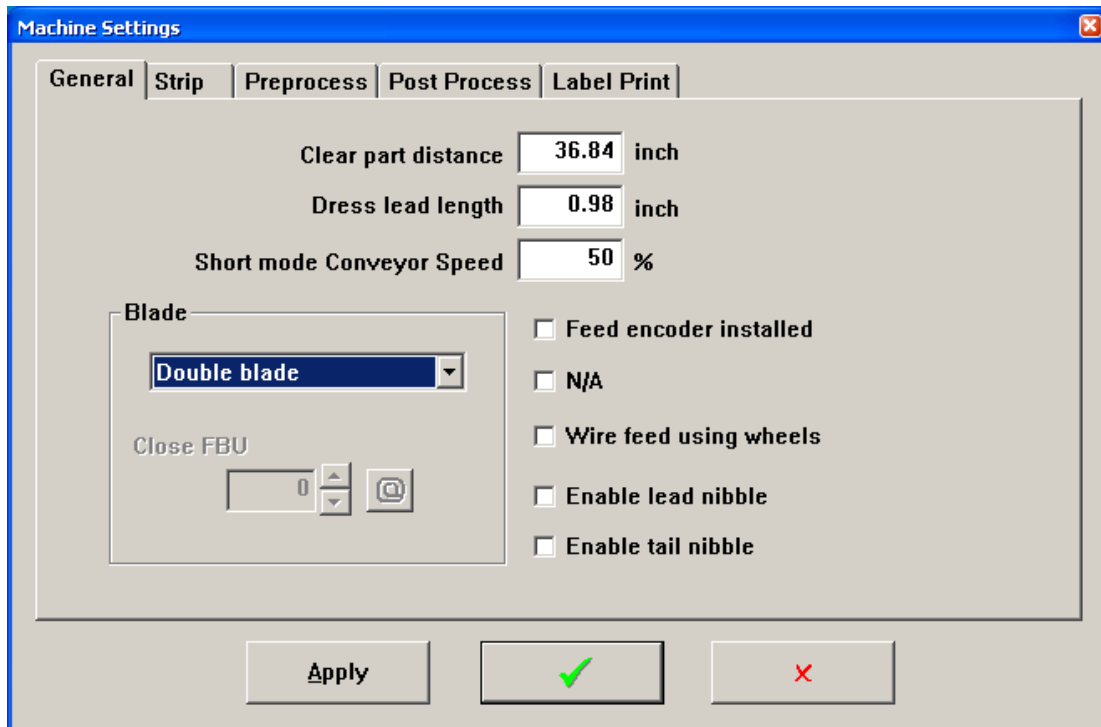 Machine Settings
General Strip Preprocess Post Process Label Print
Clear part distance 36.84 inch
Dress lead length 0.98 inch
Short mode Conveyor Speed 50 %
Blade
Double blade
Close FBU
0 @
Feed encoder installed
N/A
Wire feed using wheels
Enable lead nibble
Enable tail nibble
Apply